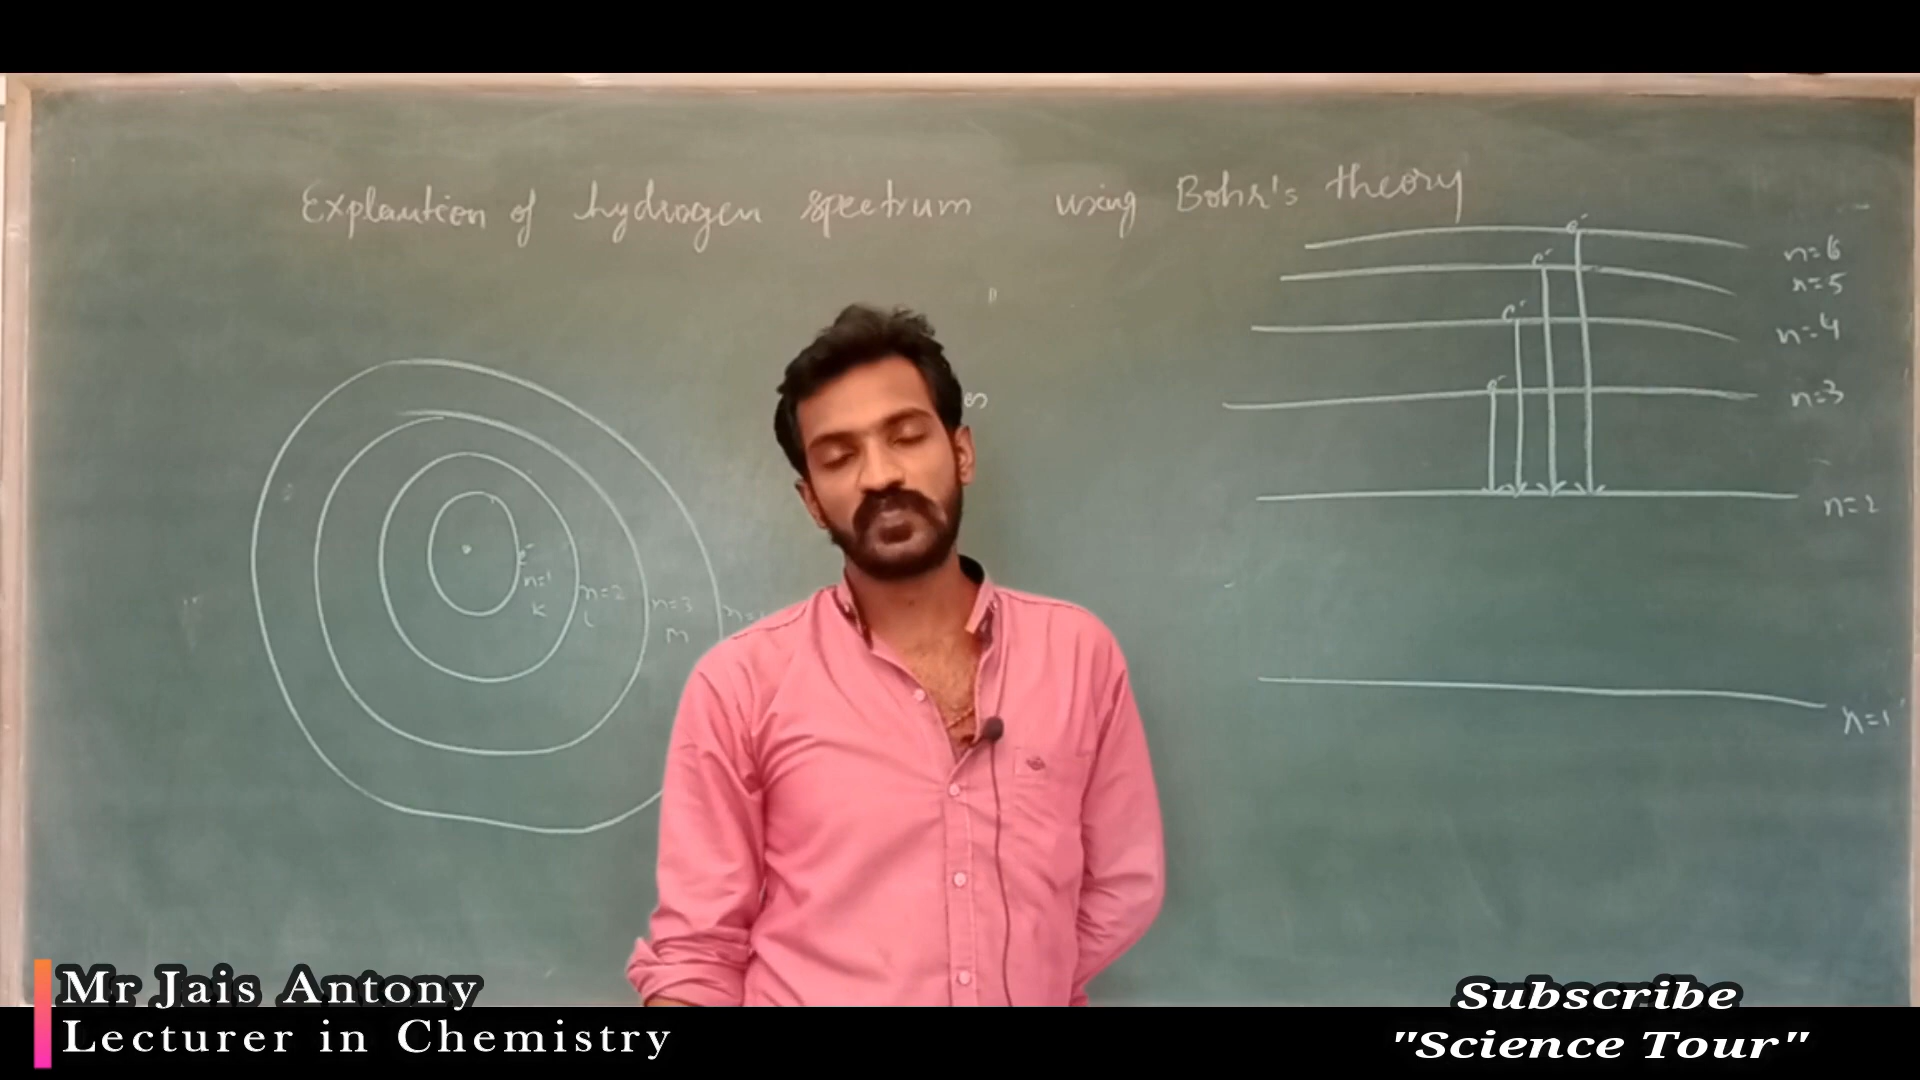 Explaution of hydrogen spectrum using Bohr's theory
e-
n=6
e-
n=5
e-
n=4
e-
n=3
n=2
n=1
e-
n=1
K
n=2
L
n=3
M
Mr Jais Antony
Lecturer in Chemistry
Subscribe
"Science Tour"